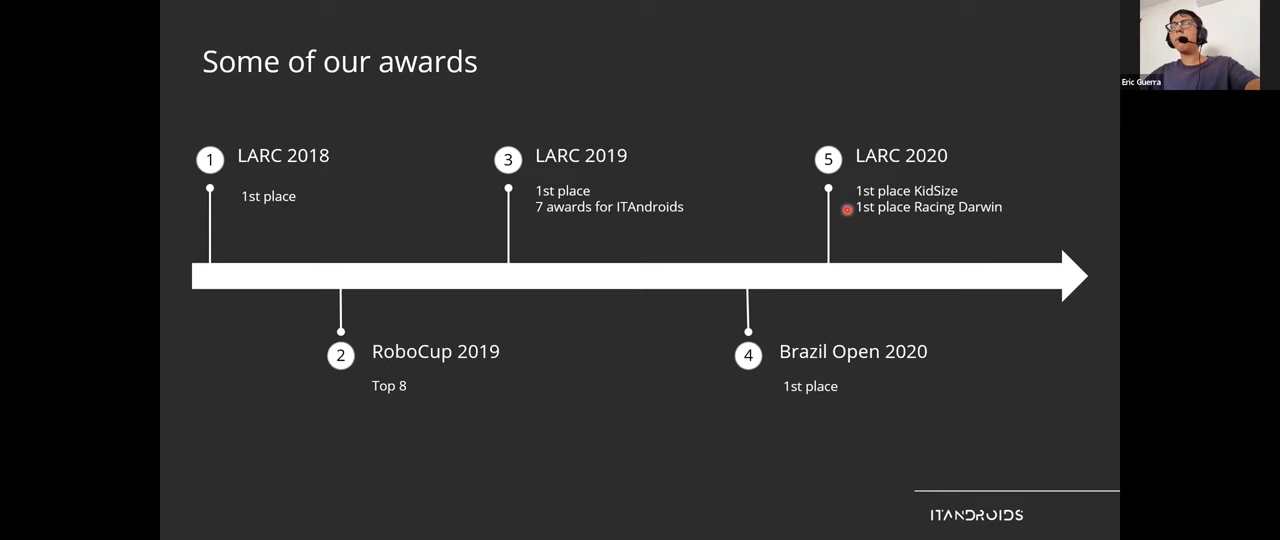 Some of our awards
Eric Guerra
1 LARC 2018
1st place
3 LARC 2019
1st place
7 awards for ITAndroids
5 LARC 2020
1st place KidSize
1st place Racing Darwin
2 RoboCup 2019
Top 8
4 Brazil Open 2020
1st place
ITANDROIDS